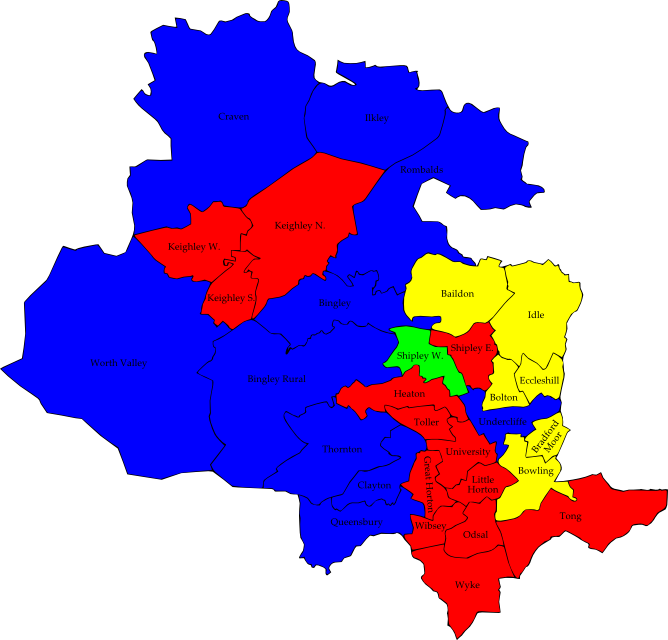 Craven
Ilkley
Rombalds
Keighley N.
Keighley W.
Keighley S.
Baildon
Bingley
Idle
Worth Valley
Shipley E.
Shipley W.
Bingley Rural
Eccleshill
Heaton
Bolton
Toller
Undercliffe
Bradford
Moor
Thornton
University
Great Horton
Bowling
Little
Horton
Clayton
Queensbury
Wibsey
Tong
Odsal
Wyke